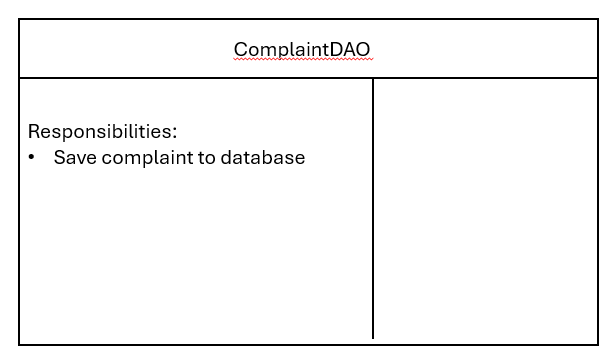 ComplaintDAO
Responsibilities:
• Save complaint to database